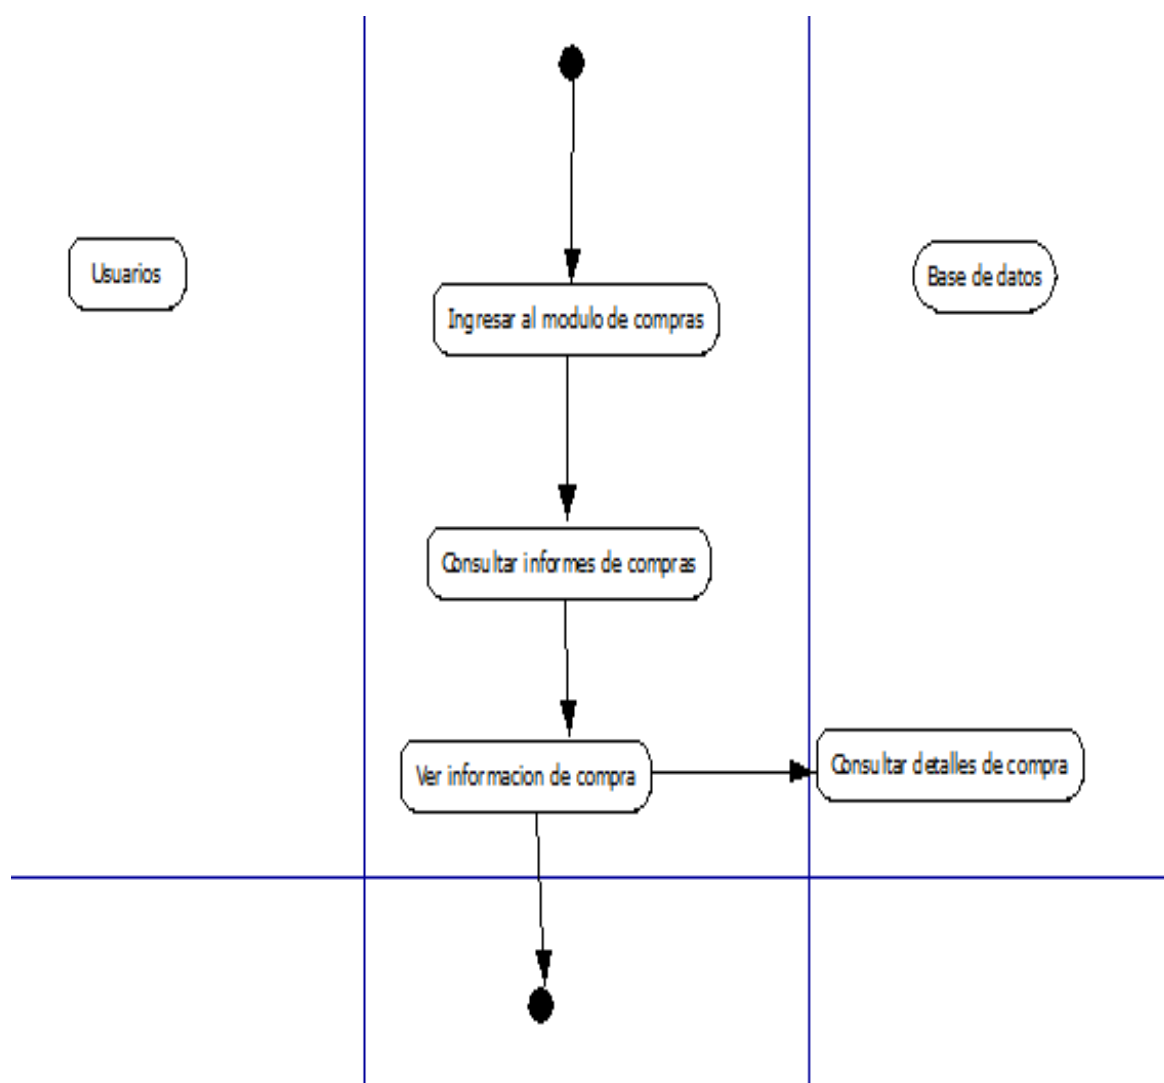 Usuarios
Base de datos
Ingresar al modulo de compras
Consultar informes de compras
Ver informacion de compra
Consultar detalles de compra